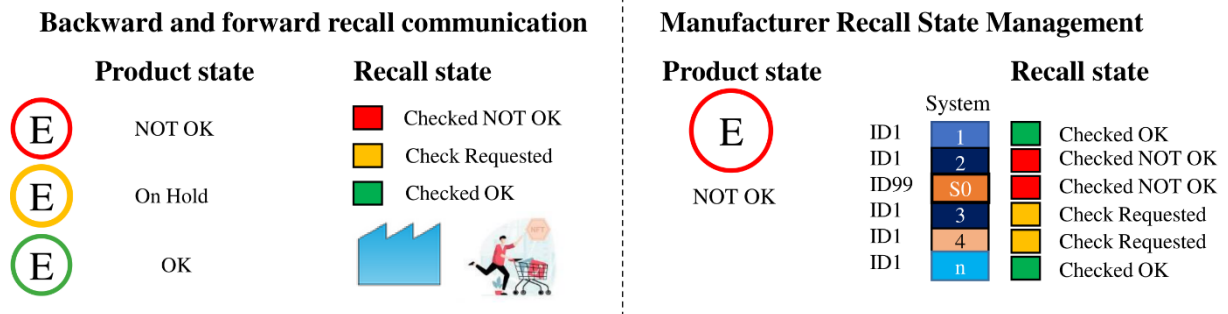 Backward and forward recall communication
Product state Recall state
E NOT OK
Checked NOT OK
E On Hold
Check Requested
Checked OK
E OK
NFT
Manufacturer Recall State Management
Product state Recall state
E
NOT OK
System
ID1 1 Checked OK
ID1 2 Checked NOT OK
ID99 S0 Checked NOT OK
ID1 3 Check Requested
ID1 4 Check Requested
ID1 n Checked OK